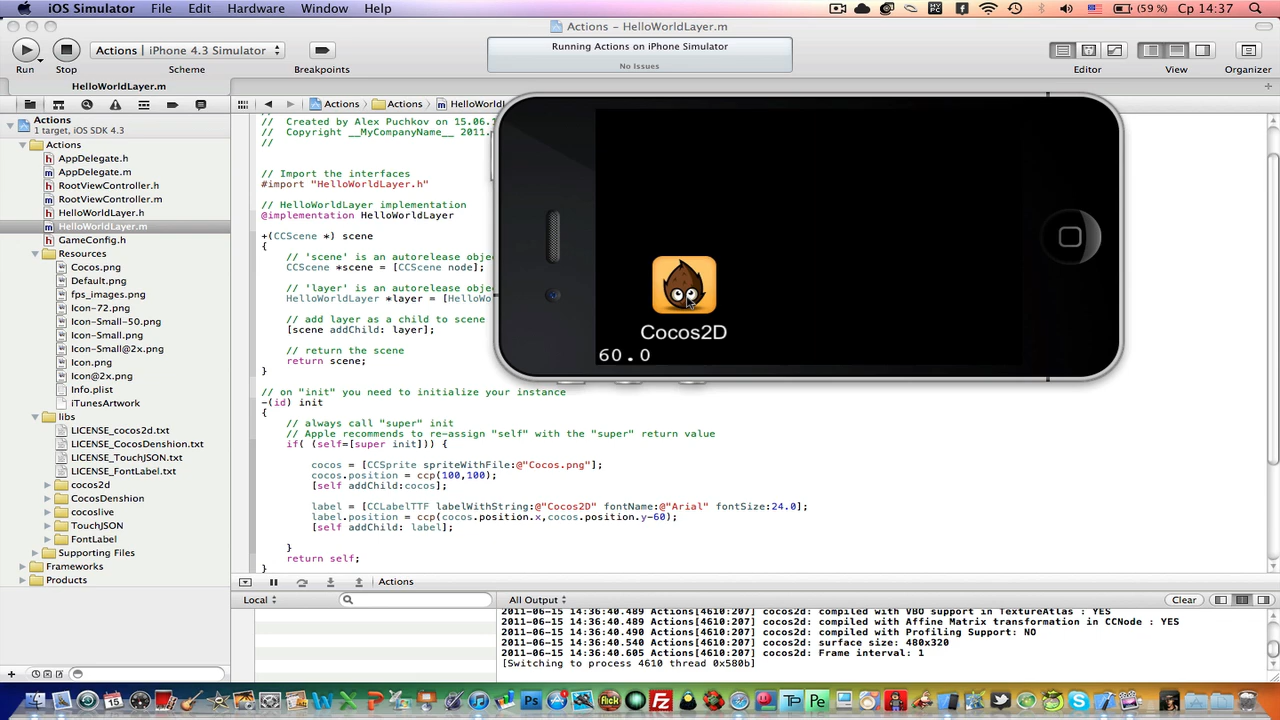 iOS Simulator File Edit Hardware Window Help (59 %) Ср 14:37
Actions – HelloWorldLayer.m
Actions | iPhone 4.3 Simulator
Running Actions on iPhone Simulator
No Issues
Run Stop Scheme Breakpoints Editor View Organizer
HelloWorldLayer.m
Actions Actions HelloWorldL
Actions
1 target, iOS SDK 4.3
Actions
AppDelegate.h
AppDelegate.m
RootViewController.h
RootViewController.m
HelloWorldLayer.h
HelloWorldLayer.m
GameConfig.h
Resources
Cocos.png
Default.png
fps_images.png
Icon-72.png
Icon-Small-50.png
Icon-Small.png
Icon-Small@2x.png
Icon.png
Icon@2x.png
Info.plist
iTunesArtwork
libs
LICENSE_cocos2d.txt
LICENSE_CocosDenshion.txt
LICENSE_TouchJSON.txt
LICENSE_FontLabel.txt
cocos2d
CocosDenshion
cocoslive
TouchJSON
FontLabel
Supporting Files
Frameworks
Products
// Created by Alex Puchkov on 15.06.1
// Copyright __MyCompanyName__ 2011.
//
// Import the interfaces
#import "HelloWorldLayer.h"
// HelloWorldLayer implementation
@implementation HelloWorldLayer
+(CCScene *) scene
{
// 'scene' is an autorelease obje
CCScene *scene = [CCScene node];
// 'layer' is an autorelease obje
HelloWorldLayer *layer = [HelloWo
// add layer as a child to scene
[scene addChild: layer];
// return the scene
return scene;
}
// on "init" you need to initialize your instance
-(id) init
{
// always call "super" init
// Apple recommends to re-assign "self" with the "super" return value
if( (self=[super init])) {
cocos = [CCSprite spriteWithFile:@"Cocos.png"];
cocos.position = ccp(100,100);
[self addChild:cocos];
label = [CCLabelTTF labelWithString:@"Cocos2D" fontName:@"Arial" fontSize:24.0];
label.position = ccp(cocos.position.x,cocos.position.y-60);
[self addChild: label];
}
return self;
}
Cocos2D
60.0
Actions
Local All Output Clear
2011-06-15 14:36:40.489 Actions[4610:207] cocos2d: compiled with VBO support in TextureAtlas : YES
2011-06-15 14:36:40.489 Actions[4610:207] cocos2d: compiled with Affine Matrix transformation in CCNode : YES
2011-06-15 14:36:40.490 Actions[4610:207] cocos2d: compiled with Profiling Support: NO
2011-06-15 14:36:40.540 Actions[4610:207] cocos2d: surface size: 480x320
2011-06-15 14:36:40.605 Actions[4610:207] cocos2d: Frame interval: 1
[Switching to process 4610 thread 0x580b]